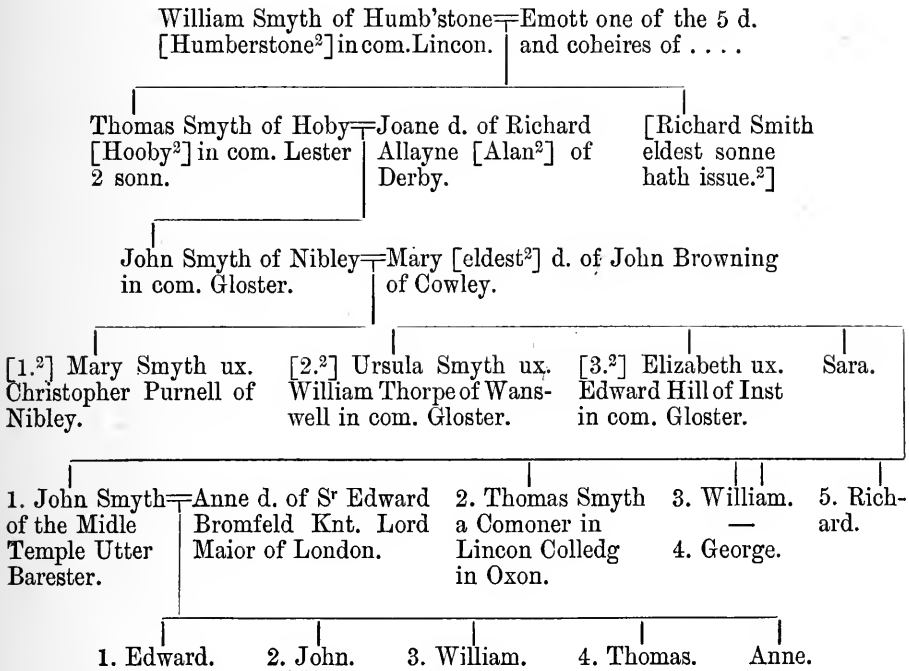 William Smyth of Humb'stone=Emott one of the 5 d.
[Humberstone²] in com. Lincon. and coheires of . . . .
Thomas Smyth of Hoby=Joane d. of Richard
[Hooby²] in com. Lester Allayne [Alan²] of
2 sonn. Derby.
[Richard Smith
eldest sonne
hath issue.²]
John Smyth of Nibley=Mary [eldest²] d. of John Browning
in com. Gloster. of Cowley.
[1.²] Mary Smyth ux.
Christopher Purnell of
Nibley.
[2.²] Ursula Smyth ux.
William Thorpe of Wans-
well in com. Gloster.
[3.²] Elizabeth ux.
Edward Hill of Inst
in com. Gloster.
Sara.
1. John Smyth=Anne d. of Sʳ Edward
of the Midle Bromfeld Knt. Lord
Temple Utter Maior of London.
Barester.
2. Thomas Smyth
a Comoner in
Lincon Colledg
in Oxon.
3. William.
—
4. George.
5. Rich-
ard.
1. Edward. 2. John. 3. William. 4. Thomas. Anne.